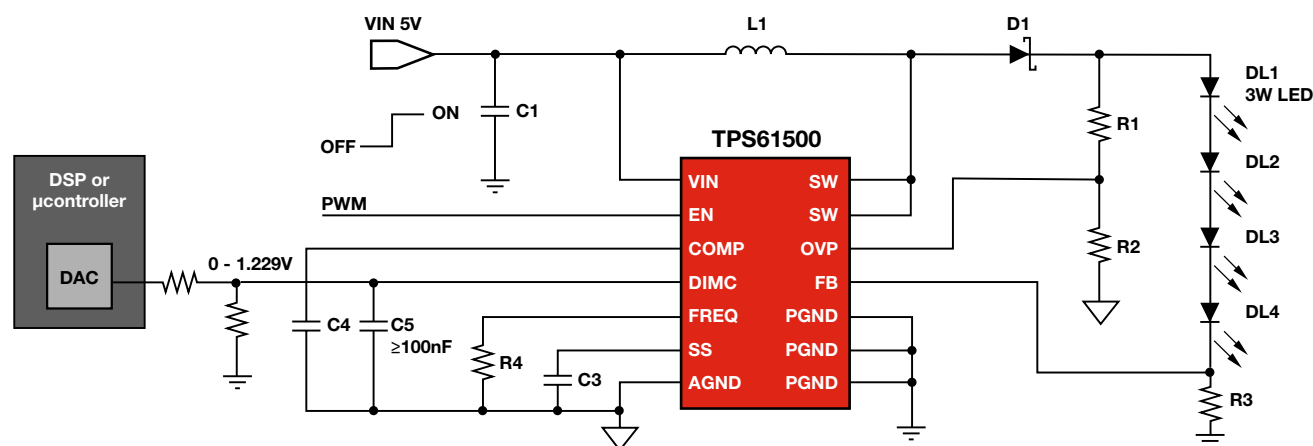 VIN 5V
L1
D1
DL1
3W LED
C1
ON
OFF
R1
TPS61500
DSP or
µcontroller
DAC
VIN
SW
DL2
PWM
EN
SW
COMP
OVP
R2
DL3
0 - 1.229V
DIMC
FB
C4
C5
≥100nF
FREQ
PGND
DL4
R4
SS
PGND
C3
AGND
PGND
R3